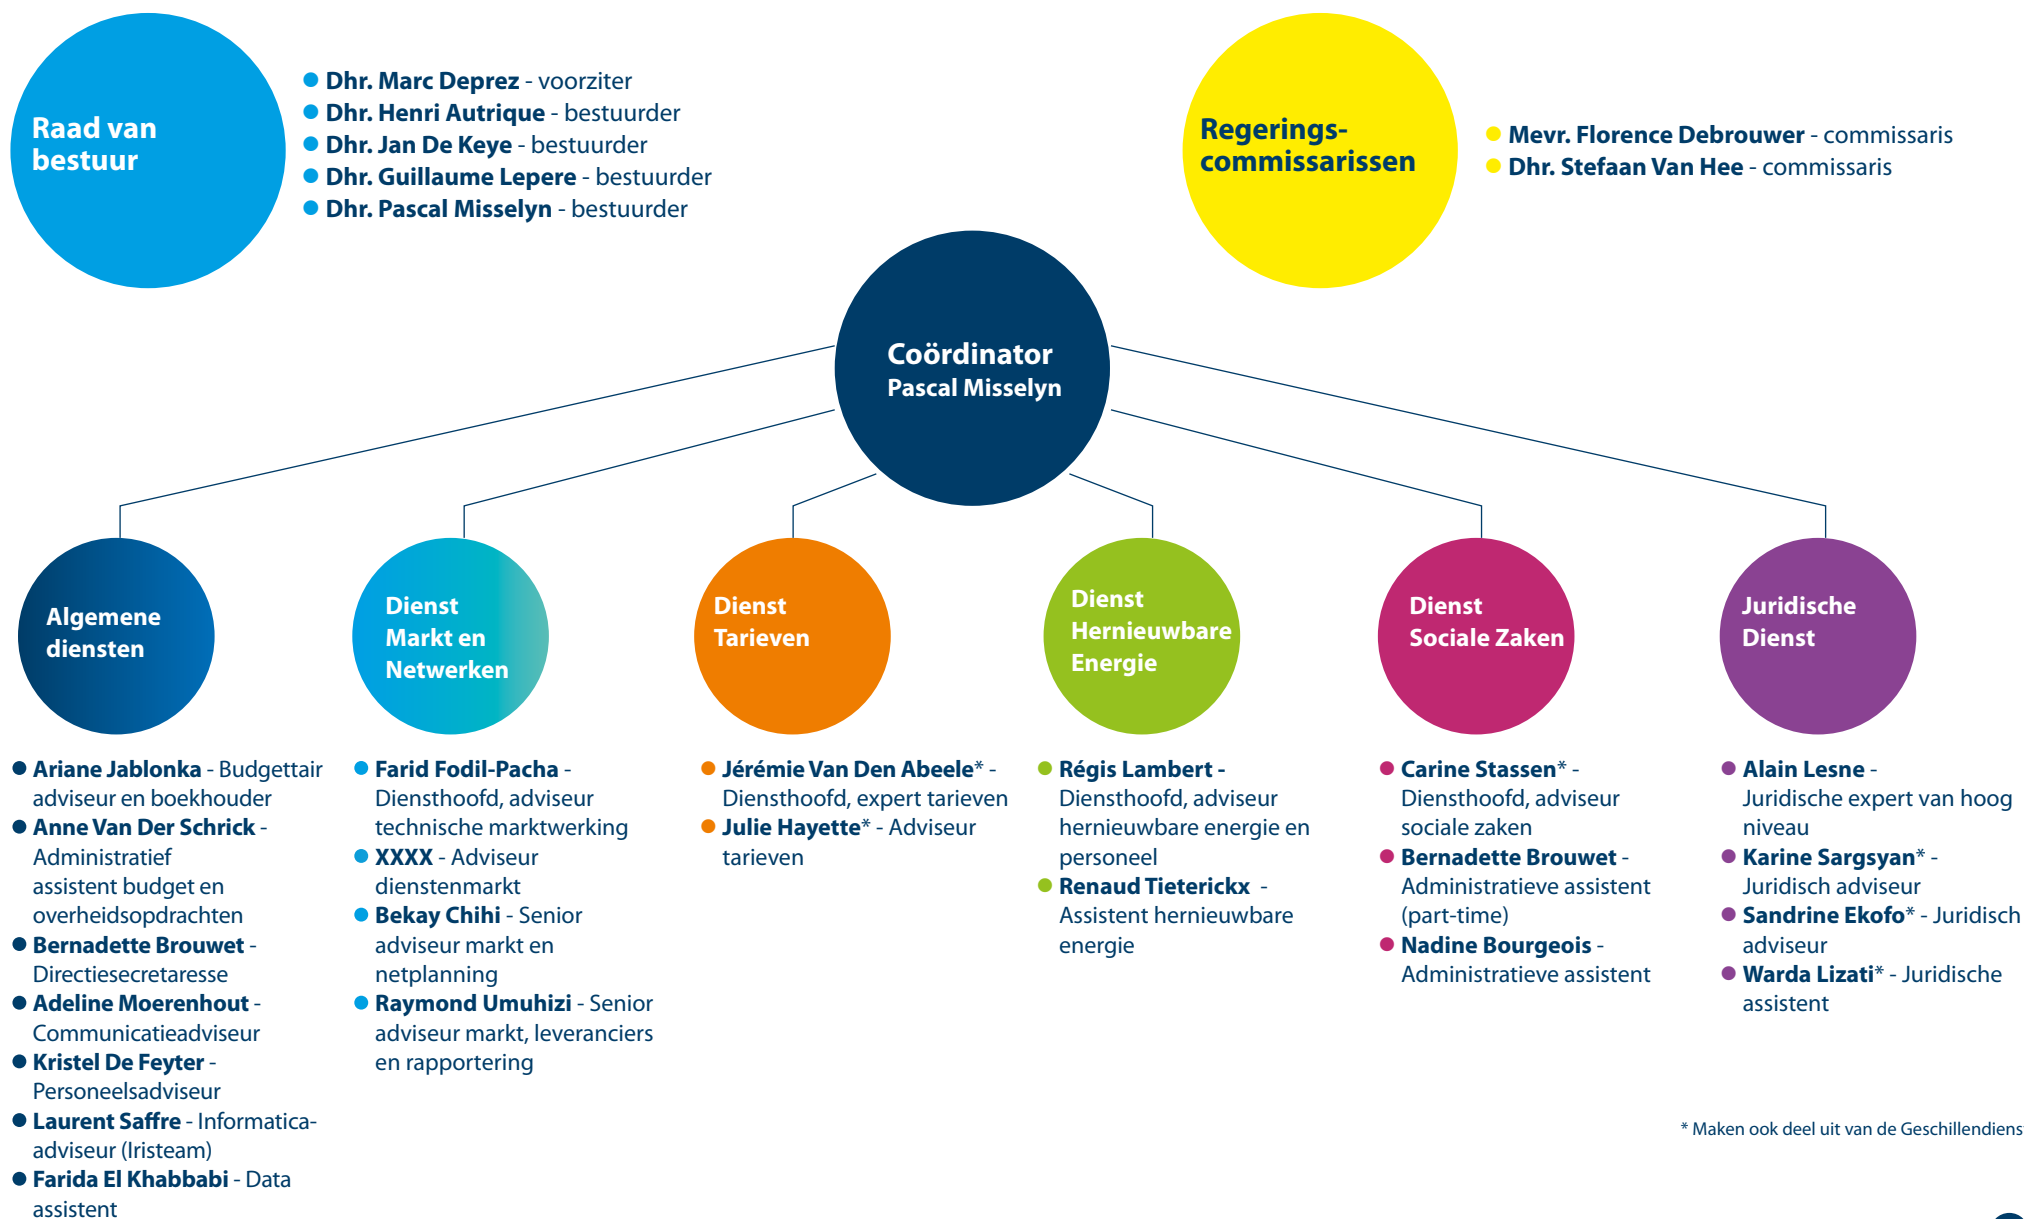 Raad van
bestuur
Dhr. Marc Deprez - voorziter
Dhr. Henri Autrique - bestuurder
Dhr. Jan De Keye - bestuurder
Dhr. Guillaume Lepere - bestuurder
Dhr. Pascal Misselyn - bestuurder
Regerings-
commissarissen
Mevr. Florence Debrouwer - commissaris
Dhr. Stefaan Van Hee - commissaris
Coördinator
Pascal Misselyn
Algemene
diensten
Ariane Jablonka - Budgettair
adviseur en boekhouder
Anne Van Der Schrick -
Administratief
assistent budget en
overheidsopdrachten
Bernadette Brouwet -
Directiesecretaresse
Adeline Moerenhout -
Communicatieadviseur
Kristel De Feyter -
Personeelsadviseur
Laurent Saffre - Informatica-
adviseur (Iristeam)
Farida El Khabbabi - Data
assistent
Dienst
Markt en
Netwerken
Farid Fodil-Pacha -
Diensthoofd, adviseur
technische marktwerking
XXXX - Adviseur
dienstenmarkt
Bekay Chihi - Senior
adviseur markt en
netplanning
Raymond Umuhizi - Senior
adviseur markt, leveranciers
en rapportering
Dienst
Tarieven
Jérémie Van Den Abeele* -
Diensthoofd, expert tarieven
Julie Hayette* - Adviseur
tarieven
Dienst
Hernieuwbare
Energie
Régis Lambert -
Diensthoofd, adviseur
hernieuwbare energie en
personeel
Renaud Tieterickx -
Assistent hernieuwbare
energie
Dienst
Sociale Zaken
Carine Stassen* -
Diensthoofd, adviseur
sociale zaken
Bernadette Brouwet -
Administratieve assistent
(part-time)
Nadine Bourgeois -
Administratieve assistent
Juridische
Dienst
Alain Lesne -
Juridische expert van hoog
niveau
Karine Sargsyan* -
Juridisch adviseur
Sandrine Ekofo* - Juridisch
adviseur
Warda Lizati* - Juridische
assistent
* Maken ook deel uit van de Geschillendiens